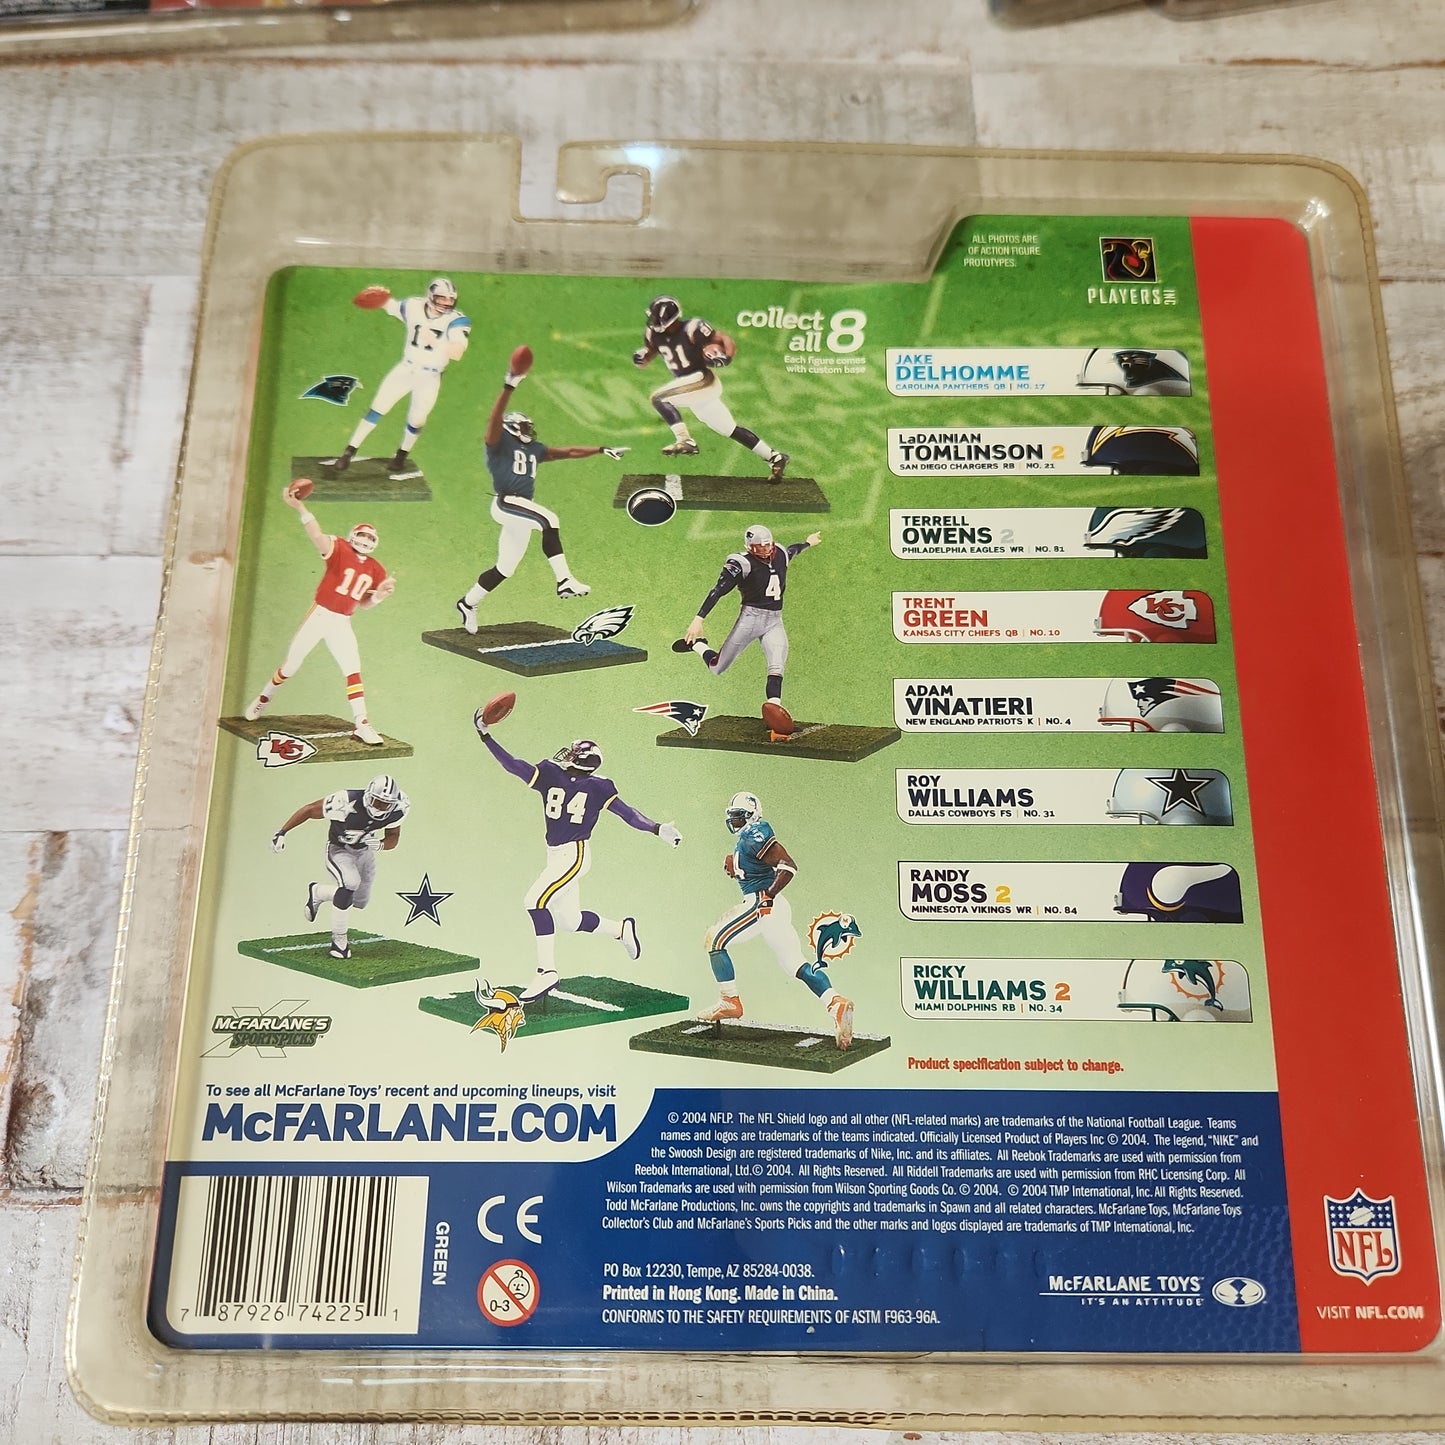 ALL PHOTOS ARE
OF ACTION FIGURE
PROTOTYPES.
PLAYERS INC
collect
all 8
Each figure comes
with custom base
17
21
81
10
4
84
JAKE
DELHOMME
CAROLINA PANTHERS QB | NO. 17
LaDAINIAN
TOMLINSON 2
SAN DIEGO CHARGERS RB | NO. 21
TERRELL
OWENS 2
PHILADELPHIA EAGLES WR | NO. 81
TRENT
GREEN
KANSAS CITY CHIEFS QB | NO. 10
KC
ADAM
VINATIERI
NEW ENGLAND PATRIOTS K | NO. 4
ROY
WILLIAMS
DALLAS COWBOYS FS | NO. 31
RANDY
MOSS 2
MINNESOTA VIKINGS WR | NO. 84
RICKY
WILLIAMS 2
MIAMI DOLPHINS RB | NO. 34
KC
McFARLANE'S
SPORTSPICKS™
Product specification subject to change.
To see all McFarlane Toys' recent and upcoming lineups, visit
McFARLANE.COM
© 2004 NFLP. The NFL Shield logo and all other (NFL-related marks) are trademarks of the National Football League. Teams
names and logos are trademarks of the teams indicated. Officially Licensed Product of Players Inc © 2004. The legend, "NIKE" and
the Swoosh Design are registered trademarks of Nike, Inc. and its affiliates. All Reebok Trademarks are used with permission from
Reebok International, Ltd.© 2004. All Rights Reserved. All Riddell Trademarks are used with permission from RHC Licensing Corp. All
Wilson Trademarks are used with permission from Wilson Sporting Goods Co. © 2004. © 2004 TMP International, Inc. All Rights Reserved.
Todd McFarlane Productions, Inc. owns the copyrights and trademarks in Spawn and all related characters. McFarlane Toys, McFarlane Toys
Collector's Club and McFarlane's Sports Picks and the other marks and logos displayed are trademarks of TMP International, Inc.
7 87926 74225 1
GREEN
CE
0-3
PO Box 12230, Tempe, AZ 85284-0038.
Printed in Hong Kong. Made in China.
CONFORMS TO THE SAFETY REQUIREMENTS OF ASTM F963-96A.
McFARLANE TOYS
IT'S AN ATTITUDE
NFL
VISIT NFL.COM